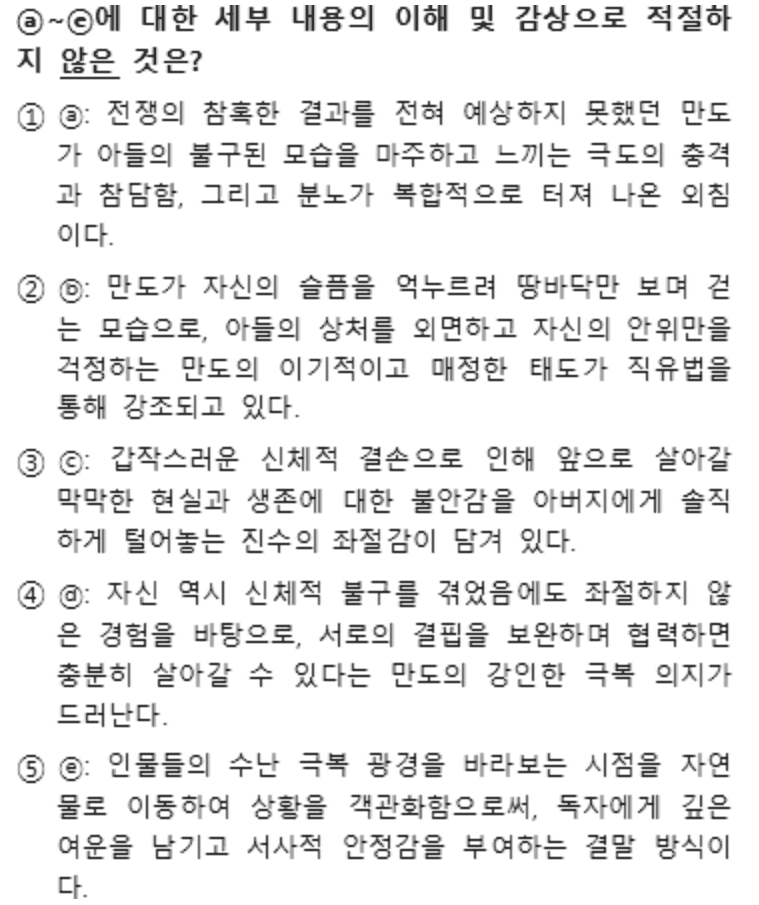 ⓐ~ⓔ에 대한 세부 내용의 이해 및 감상으로 적절하
지 않은 것은?
① ⓐ: 전쟁의 참혹한 결과를 전혀 예상하지 못했던 만도
가 아들의 불구된 모습을 마주하고 느끼는 극도의 충격
과 참담함, 그리고 분노가 복합적으로 터져 나온 외침
이다.
② ⓑ: 만도가 자신의 슬픔을 억누르려 땅바닥만 보며 걷
는 모습으로, 아들의 상처를 외면하고 자신의 안위만을
걱정하는 만도의 이기적이고 매정한 태도가 직유법을
통해 강조되고 있다.
③ ⓒ: 갑작스러운 신체적 결손으로 인해 앞으로 살아갈
막막한 현실과 생존에 대한 불안감을 아버지에게 솔직
하게 털어놓는 진수의 좌절감이 담겨 있다.
④ ⓓ: 자신 역시 신체적 불구를 겪었음에도 좌절하지 않
은 경험을 바탕으로, 서로의 결핍을 보완하며 협력하면
충분히 살아갈 수 있다는 만도의 강인한 극복 의지가
드러난다.
⑤ ⓔ: 인물들의 수난 극복 광경을 바라보는 시점을 자연
물로 이동하여 상황을 객관화함으로써, 독자에게 깊은
여운을 남기고 서사적 안정감을 부여하는 결말 방식이
다.